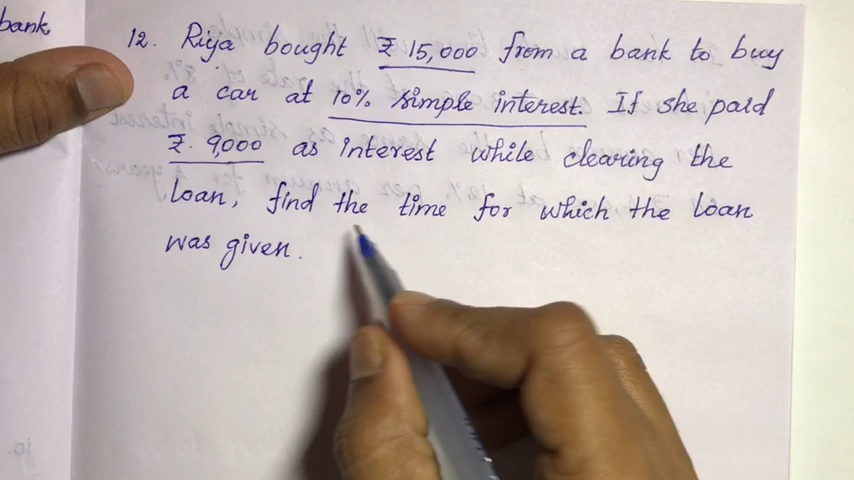 bank
12. Riya bought ₹ 15,000 from a bank to buy
a car at 10% simple interest. If she paid
₹. 9,000 as interest while clearing the
loan, find the time for which the loan
was given.